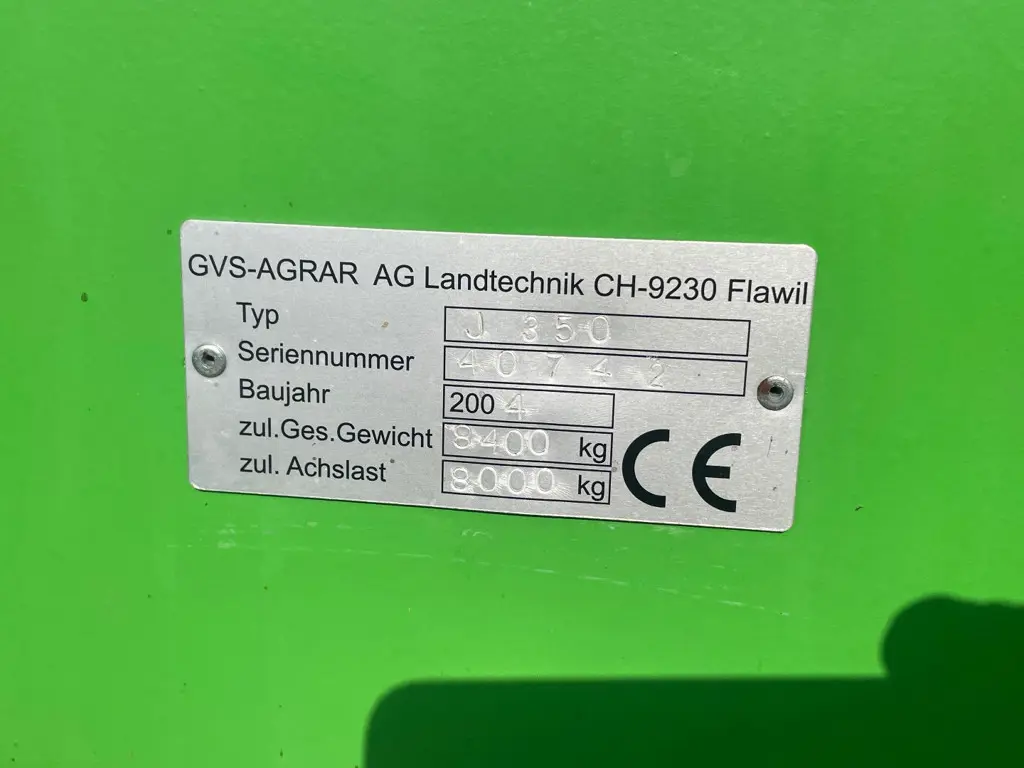 GVS-AGRAR AG Landtechnik CH-9230 Flawil
Typ J 350
Seriennummer 40742
Baujahr 2004
zul.Ges.Gewicht 8400 kg
zul. Achslast 8000 kg
CE